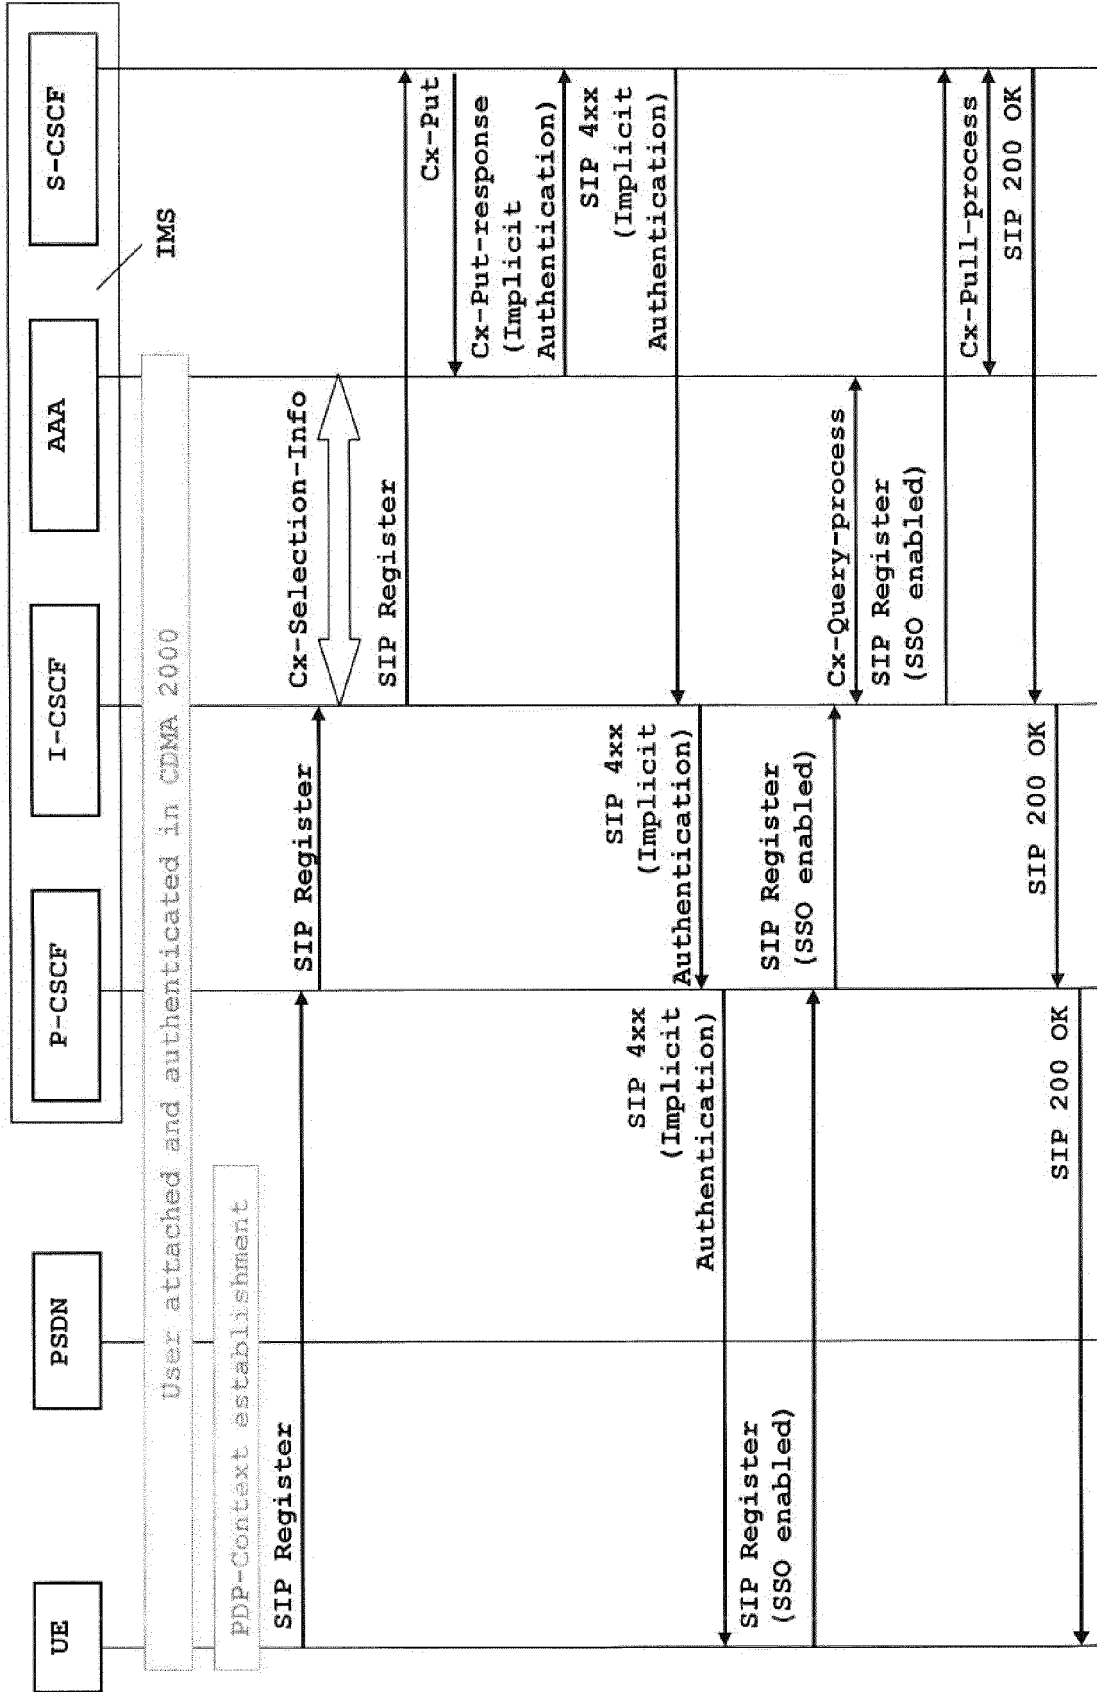 UE
PSDN
P-CSCF
I-CSCF
AAA
S-CSCF
IMS
User attached and authenticated in CDMA 2000
PDP-Context establishment
SIP Register
SIP Register
Cx-Selection-Info
SIP Register
Cx-Put
Cx-Put-response
(Implicit
Authentication)
SIP 4xx
(Implicit
Authentication)
SIP 4xx
(Implicit
Authentication)
SIP 4xx
(Implicit
Authentication)
SIP Register
(SSO enabled)
SIP Register
(SSO enabled)
Cx-Query-process
SIP Register
(SSO enabled)
Cx-Pull-process
SIP 200 OK
SIP 200 OK
SIP 200 OK